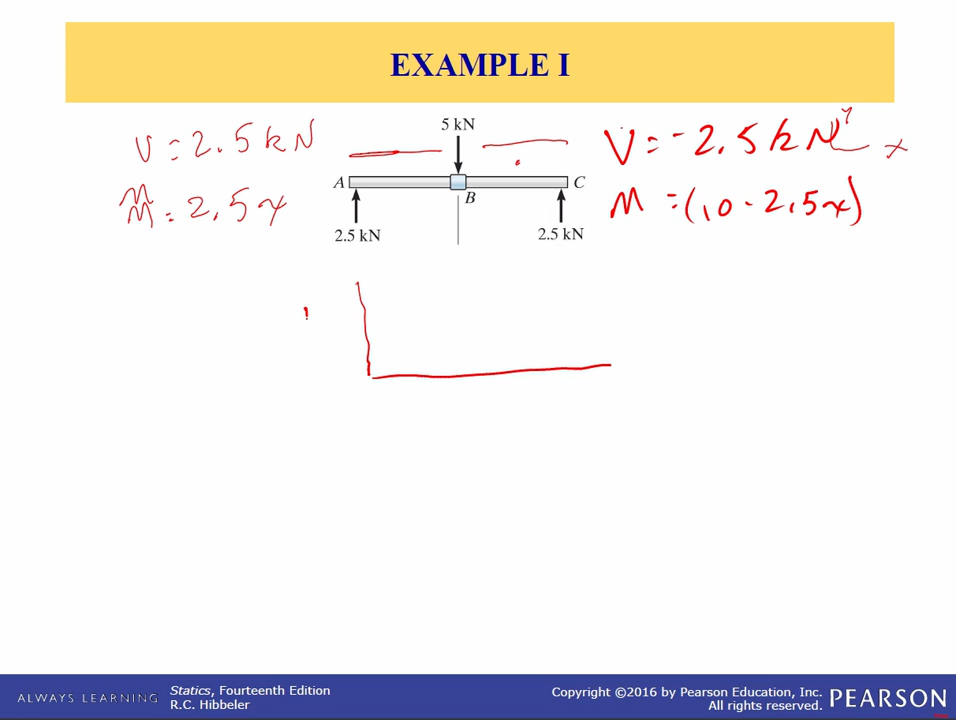 EXAMPLE I
5 kN
V = 2.5 kN
V = -2.5 kN
x
A
B
C
M = 2.5x
M = (10 - 2.5x)
2.5 kN
2.5 kN
ALWAYS LEARNING
Statics, Fourteenth Edition
R.C. Hibbeler
Copyright ©2016 by Pearson Education, Inc.
All rights reserved.
PEARSON